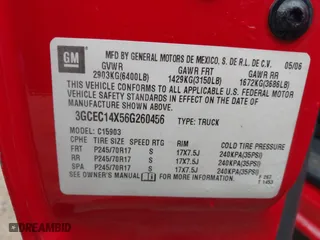 GM
MFD BY GENERAL MOTORS DE MEXICO, S. DE R.L. DE C.V. 05/06
GVWR GAWR FRT GAWR RR
2903KG(6400LB) 1429KG(3150LB) 1672KG(3686LB)
THIS VEHICLE CONFORMS TO ALL APPLICABLE U.S. FEDERAL MOTOR
VEHICLE SAFETY STANDARDS IN EFFECT ON THE DATE OF
MANUFACTURE SHOWN ABOVE.
3GCEC14X56G260456 TYPE: TRUCK
MODEL: C15903
CPHE TIRE SIZE SPEED RTG RIM COLD TIRE PRESSURE
FRT P245/70R17 S 17X7.5J 240KPA(35PSI)
RR P245/70R17 S 17X7.5J 240KPA(35PSI)
SPA P245/70R17 S 17X7.5J 240KPA(35PSI)
SEE OWNER'S MANUAL FOR MORE INFORMATION